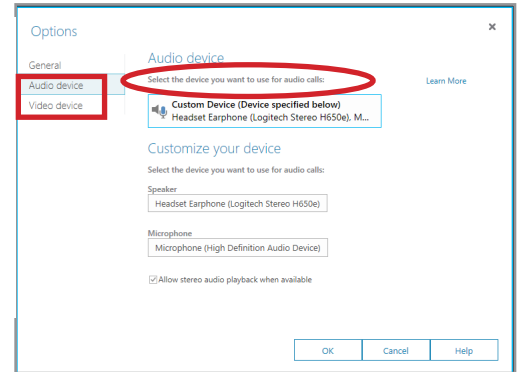 Options
General
Audio device
Video device
Audio device
Select the device you want to use for audio calls:
Learn More
Custom Device (Device specified below)
Headset Earphone (Logitech Stereo H650e), M...
Customize your device
Select the device you want to use for audio calls:
Speaker
Headset Earphone (Logitech Stereo H650e)
Microphone
Microphone (High Definition Audio Device)
Allow stereo audio playback when available
OK Cancel Help